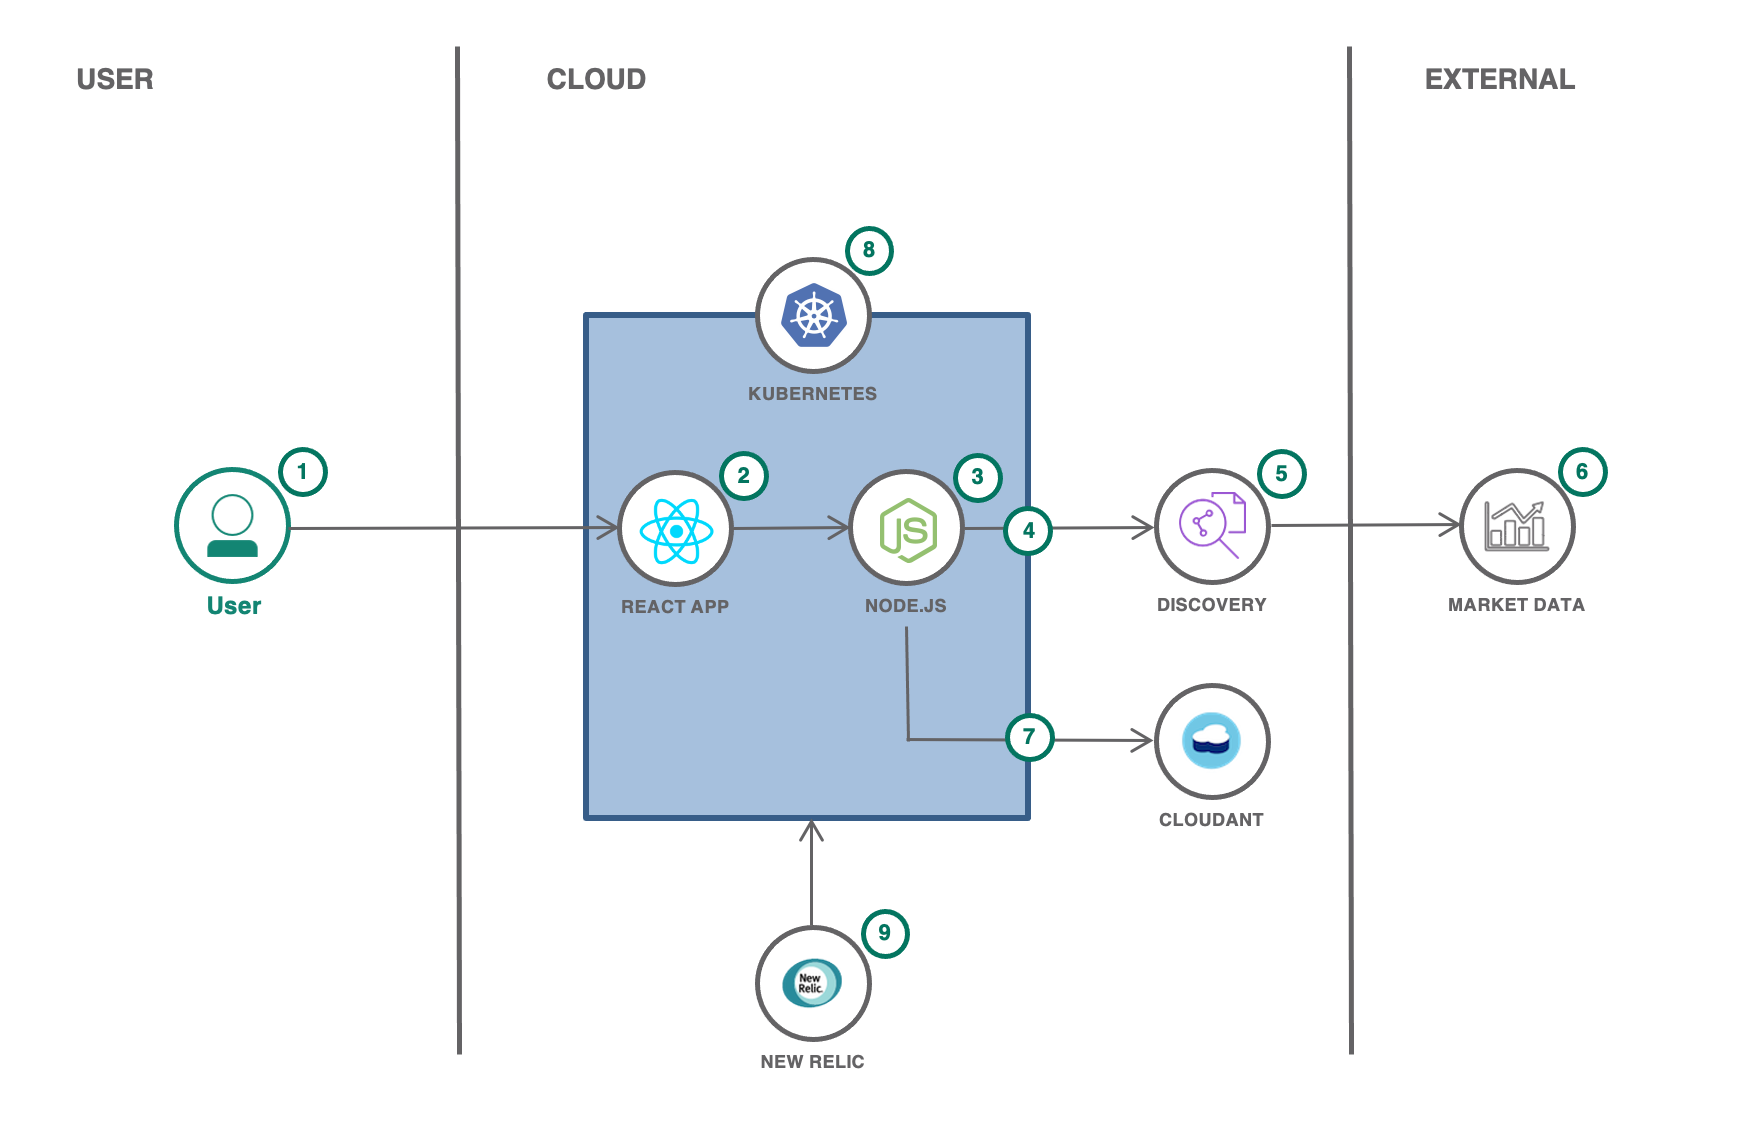 USER
CLOUD
EXTERNAL
8
KUBERNETES
1
User
2
REACT APP
3
JS
NODE.JS
4
5
DISCOVERY
6
MARKET DATA
7
CLOUDANT
9
New
Relic.
NEW RELIC